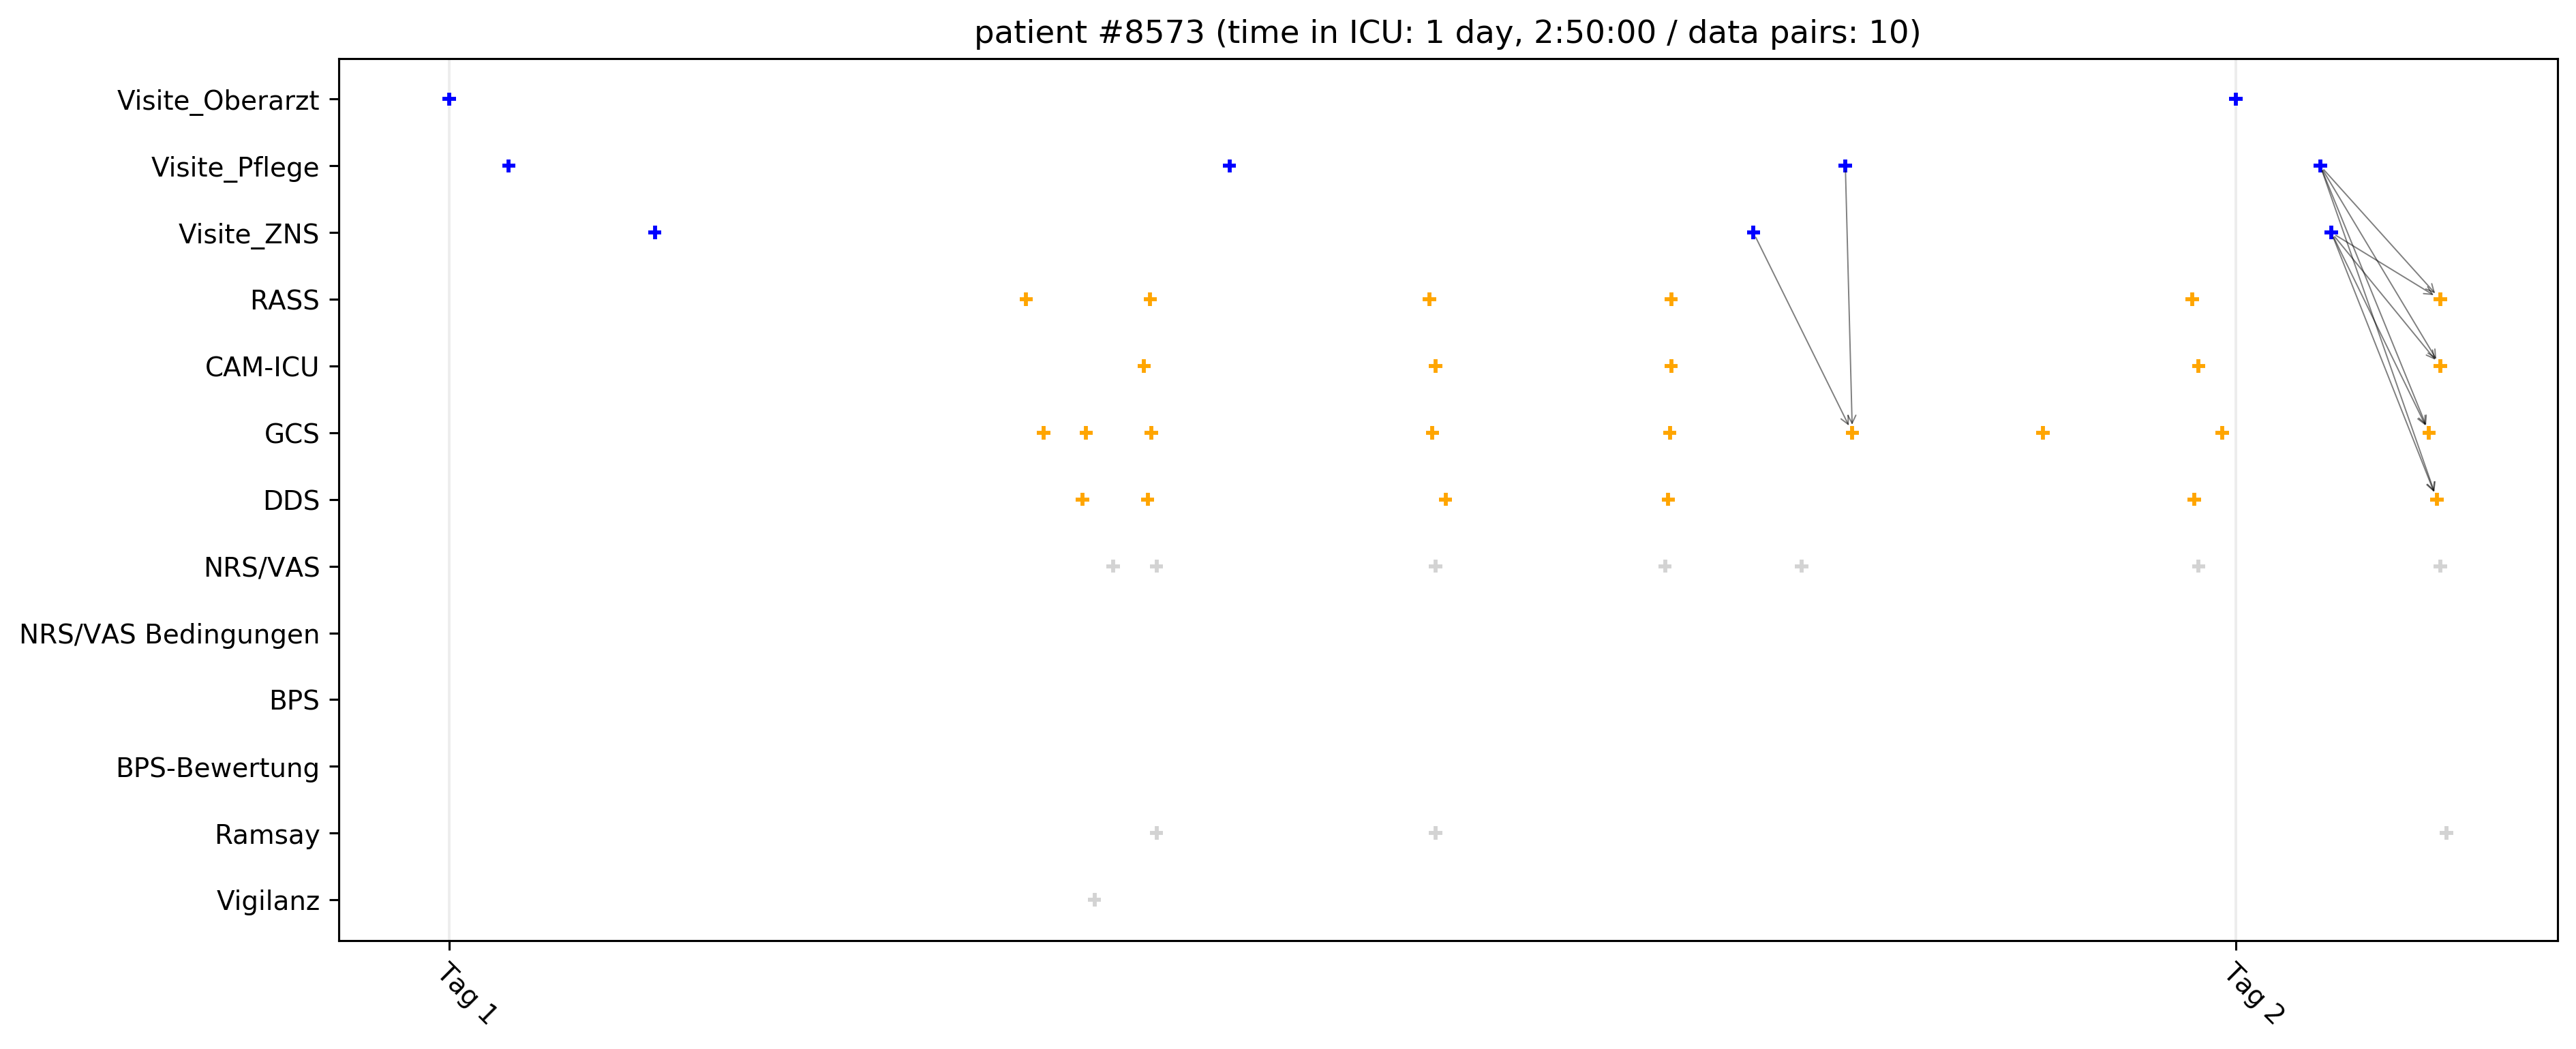 patient #8573 (time in ICU: 1 day, 2:50:00 / data pairs: 10)
Visite_Oberarzt
Visite_Pflege
Visite_ZNS
RASS
CAM-ICU
GCS
DDS
NRS/VAS
NRS/VAS Bedingungen
BPS
BPS-Bewertung
Ramsay
Vigilanz
Tag 1
Tag 2